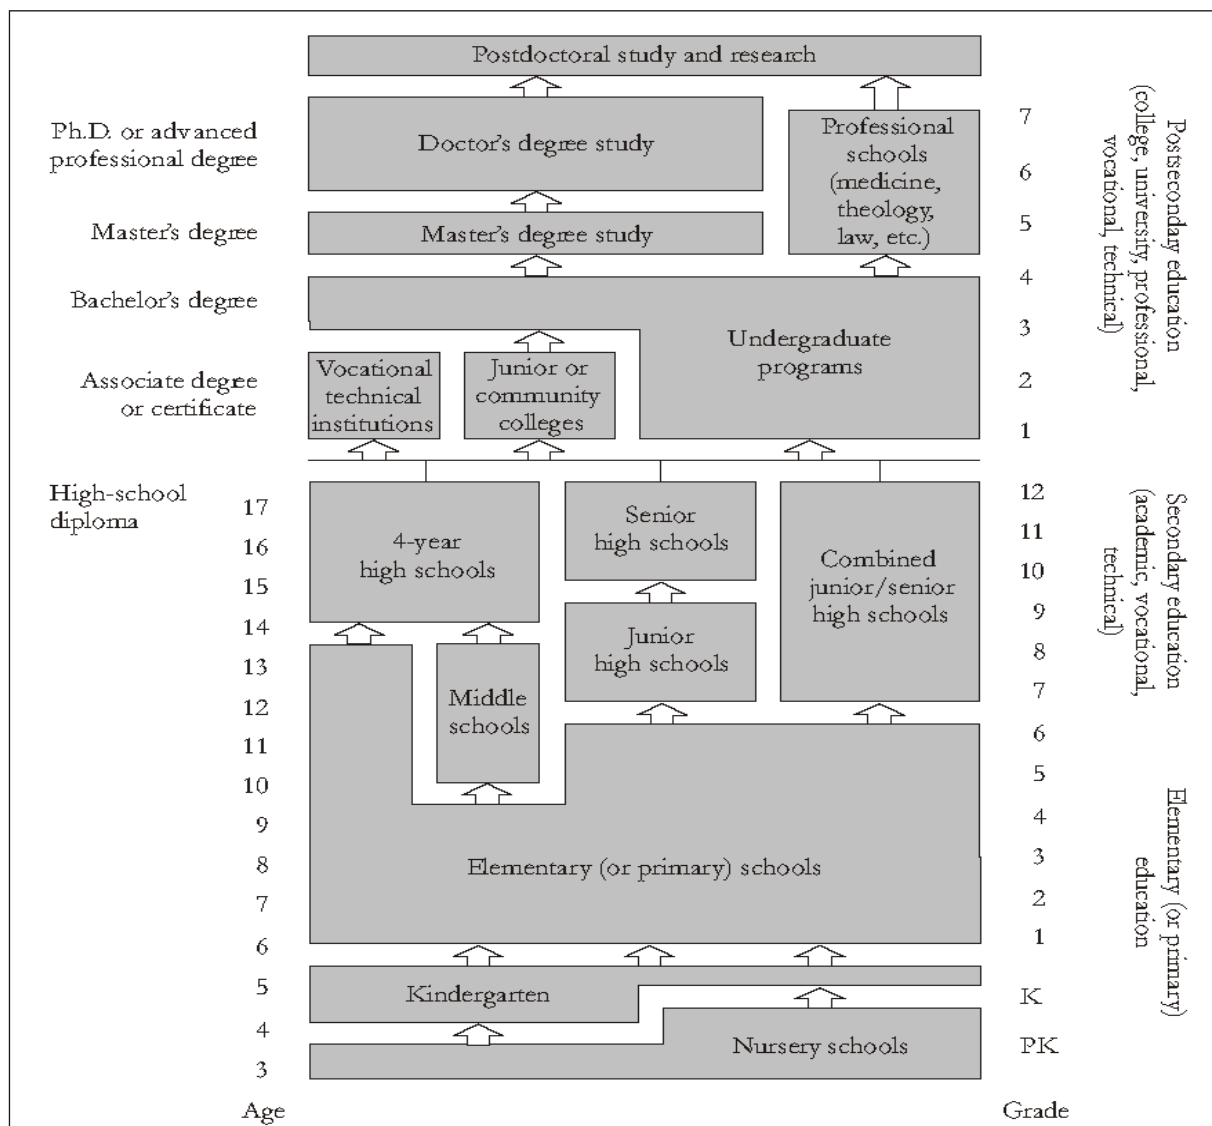 Postdoctoral study and research
Ph.D. or advanced
professional degree
Doctor's degree study
Professional
schools
(medicine,
theology,
law, etc.)
7
6
5
Master's degree
Master's degree study
Bachelor's degree
4
3
Undergraduate
programs
Associate degree
or certificate
Vocational
technical
institutions
Junior or
community
colleges
2
1
Postsecondary education
(college, university, professional,
vocational, technical)
High-school
diploma
17
16
15
14
13
12
11
10
9
8
7
6
5
4
3
Age
4-year
high schools
Senior
high schools
Combined
junior/senior
high schools
Junior
high schools
Middle
schools
Elementary (or primary) schools
Kindergarten
Nursery schools
12
11
10
9
8
7
6
5
4
3
2
1
K
PK
Grade
Secondary education
(academic, vocational,
technical)
Elementary (or primary)
education